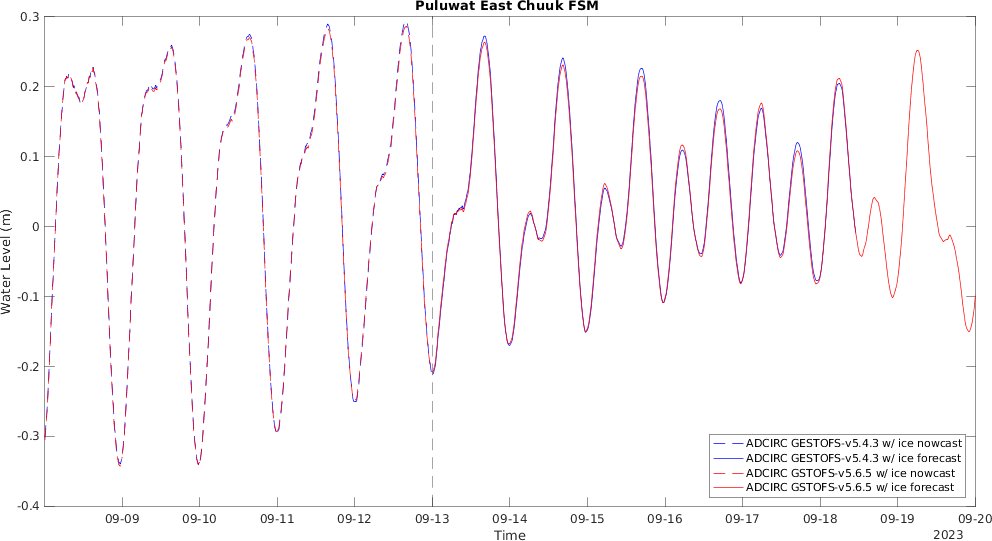 Puluwat East Chuuk FSM
Water Level (m)
0.3
0.2
0.1
0
-0.1
-0.2
-0.3
-0.4
ADCIRC GESTOFS-v5.4.3 w/ ice nowcast
ADCIRC GESTOFS-v5.4.3 w/ ice forecast
ADCIRC GSTOFS-v5.6.5 w/ ice nowcast
ADCIRC GSTOFS-v5.6.5 w/ ice forecast
09-09 09-10 09-11 09-12 09-13 09-14 09-15 09-16 09-17 09-18 09-19 09-20
Time
2023